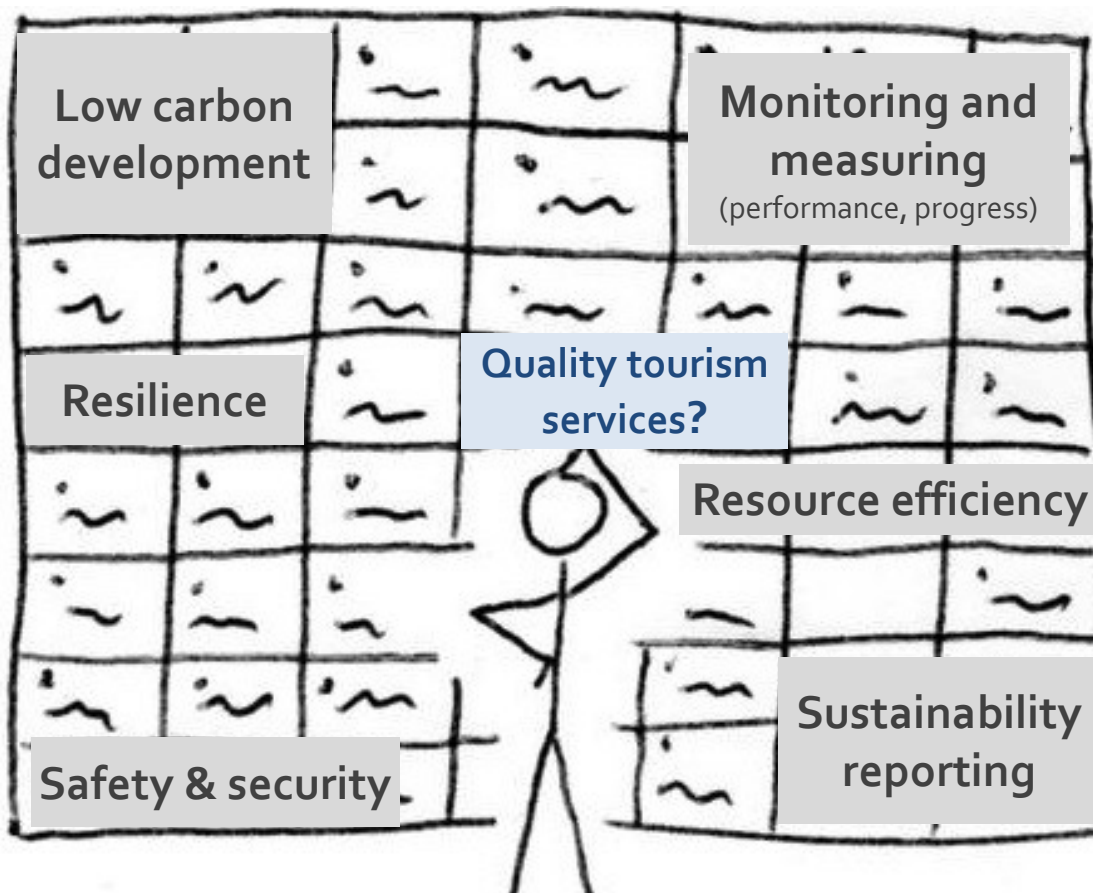 Low carbon
development
Monitoring and
measuring
(performance, progress)
Resilience
Quality tourism
services?
Resource efficiency
Sustainability
reporting
Safety & security